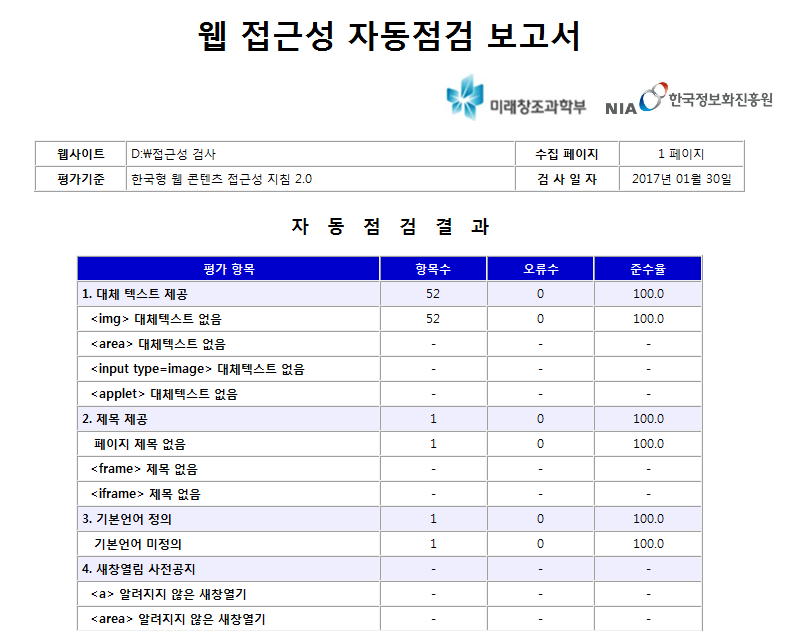 웹 접근성 자동점검 보고서
미래창조과학부 NIA 한국정보화진흥원
웹사이트 D:\접근성 검사 수집 페이지 1 페이지
평가기준 한국형 웹 콘텐츠 접근성 지침 2.0 검 사 일 자 2017년 01월 30일
자 동 점 검 결 과
평가 항목 항목수 오류수 준수율
1. 대체 텍스트 제공 52 0 100.0
<img> 대체텍스트 없음 52 0 100.0
<area> 대체텍스트 없음 - - -
<input type=image> 대체텍스트 없음 - - -
<applet> 대체텍스트 없음 - - -
2. 제목 제공 1 0 100.0
페이지 제목 없음 1 0 100.0
<frame> 제목 없음 - - -
<iframe> 제목 없음 - - -
3. 기본언어 정의 1 0 100.0
기본언어 미정의 1 0 100.0
4. 새창열림 사전공지 - - -
<a> 알려지지 않은 새창열기 - - -
<area> 알려지지 않은 새창열기 - - -